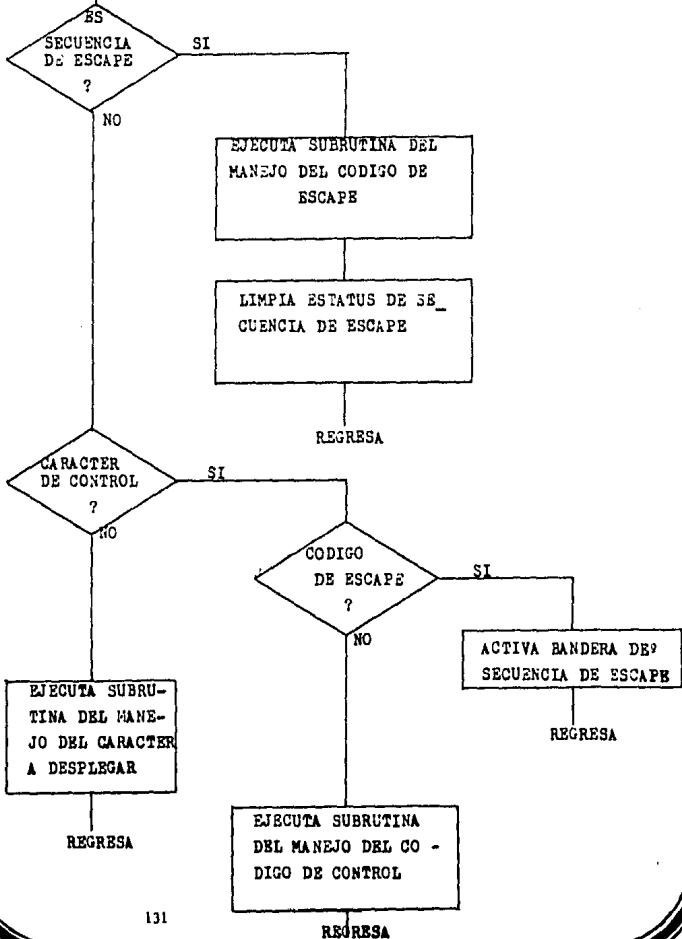 ES
SECUENCIA
DE ESCAPE
?
SI
NO
EJECUTA SUBRUTINA DEL
MANEJO DEL CODIGO DE
ESCAPE
LIMPIA ESTATUS DE SE_
CUENCIA DE ESCAPE
REGRESA
CARACTER
DE CONTROL
?
SI
NO
CODIGO
DE ESCAPE
?
SI
NO
ACTIVA BANDERA DEº
SECUENCIA DE ESCAPE
REGRESA
EJECUTA SUBRU-
TINA DEL MANE-
JO DEL CARACTER
A DESPLEGAR
REGRESA
EJECUTA SUBRUTINA
DEL MANEJO DEL CO -
DIGO DE CONTROL
REGRESA
131